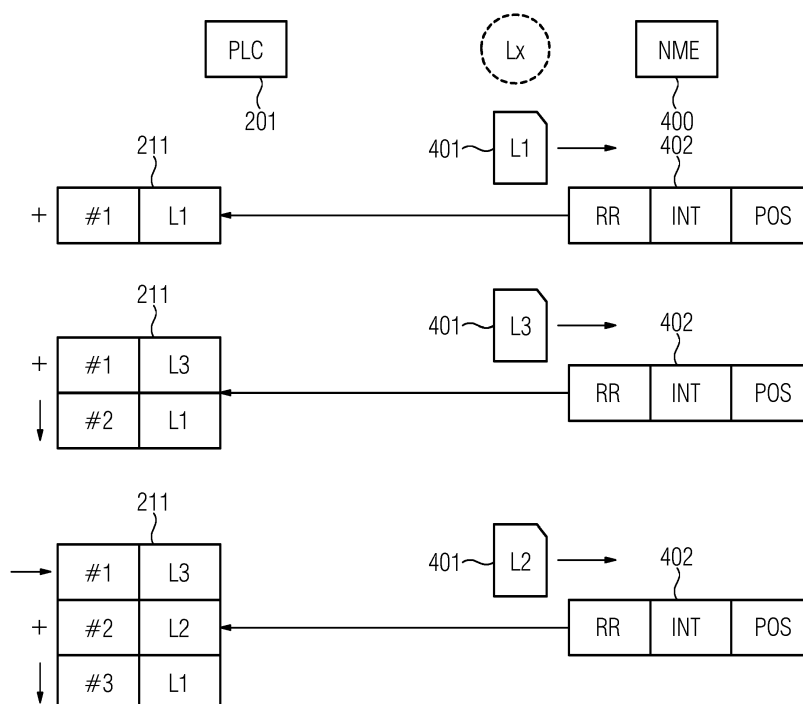 PLC Lx NME
201 400
211 401 L1 402
+ #1 L1 RR INT POS
211 401 L3 402
+ #1 L3
#2 L1 RR INT POS
211 401 L2 402
#1 L3
+ #2 L2 RR INT POS
#3 L1